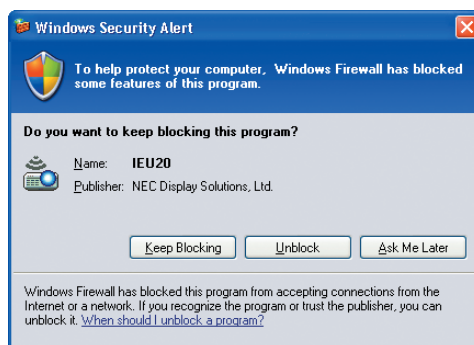 Windows Security Alert
To help protect your computer, Windows Firewall has blocked
some features of this program.
Do you want to keep blocking this program?
Name: IEU20
Publisher: NEC Display Solutions, Ltd.
Keep Blocking Unblock Ask Me Later
Windows Firewall has blocked this program from accepting connections from the
Internet or a network. If you recognize the program or trust the publisher, you can
unblock it. When should I unblock a program?